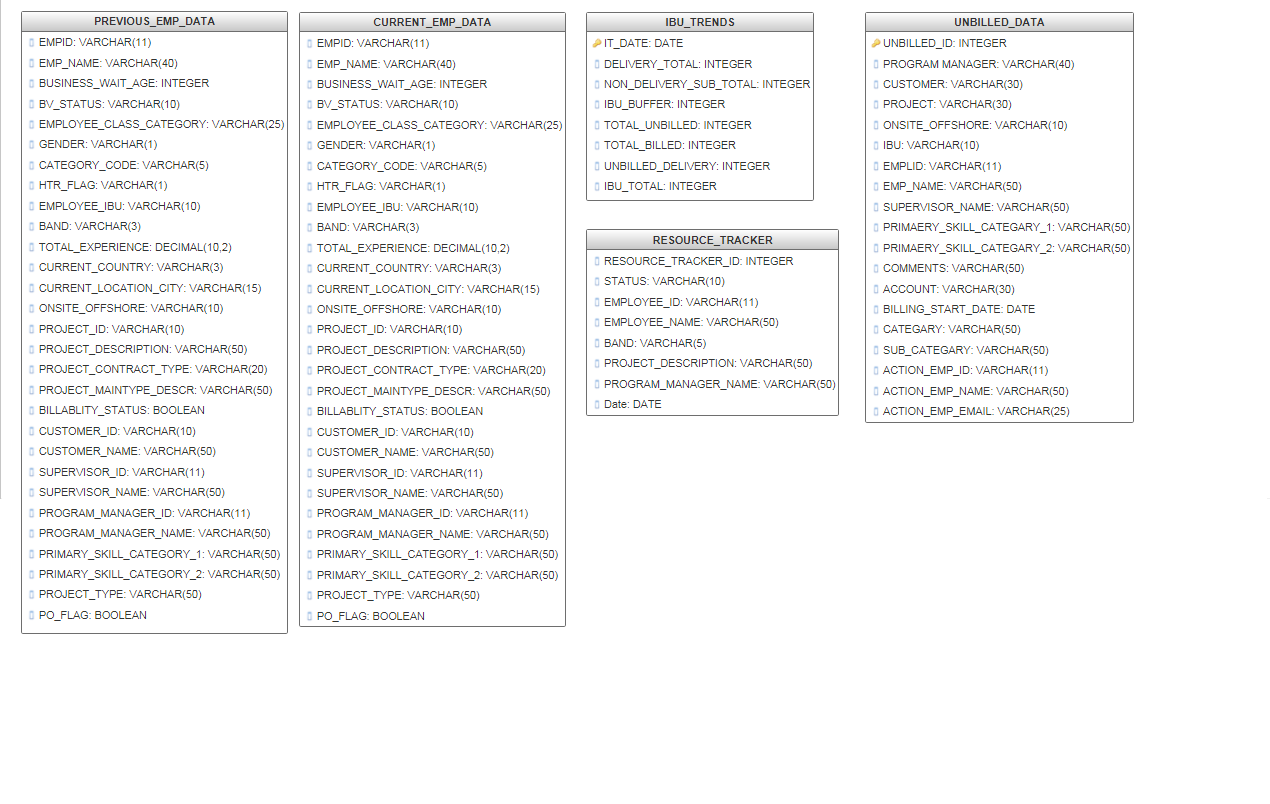 PREVIOUS_EMP_DATA
EMPID: VARCHAR(11)
EMP_NAME: VARCHAR(40)
BUSINESS_WAIT_AGE: INTEGER
BV_STATUS: VARCHAR(10)
EMPLOYEE_CLASS_CATEGORY: VARCHAR(25)
GENDER: VARCHAR(1)
CATEGORY_CODE: VARCHAR(5)
HTR_FLAG: VARCHAR(1)
EMPLOYEE_IBU: VARCHAR(10)
BAND: VARCHAR(3)
TOTAL_EXPERIENCE: DECIMAL(10,2)
CURRENT_COUNTRY: VARCHAR(3)
CURRENT_LOCATION_CITY: VARCHAR(15)
ONSITE_OFFSHORE: VARCHAR(10)
PROJECT_ID: VARCHAR(10)
PROJECT_DESCRIPTION: VARCHAR(50)
PROJECT_CONTRACT_TYPE: VARCHAR(20)
PROJECT_MAINTYPE_DESCR: VARCHAR(50)
BILLABLITY_STATUS: BOOLEAN
CUSTOMER_ID: VARCHAR(10)
CUSTOMER_NAME: VARCHAR(50)
SUPERVISOR_ID: VARCHAR(11)
SUPERVISOR_NAME: VARCHAR(50)
PROGRAM_MANAGER_ID: VARCHAR(11)
PROGRAM_MANAGER_NAME: VARCHAR(50)
PRIMARY_SKILL_CATEGORY_1: VARCHAR(50)
PRIMARY_SKILL_CATEGORY_2: VARCHAR(50)
PROJECT_TYPE: VARCHAR(50)
PO_FLAG: BOOLEAN
CURRENT_EMP_DATA
EMPID: VARCHAR(11)
EMP_NAME: VARCHAR(40)
BUSINESS_WAIT_AGE: INTEGER
BV_STATUS: VARCHAR(10)
EMPLOYEE_CLASS_CATEGORY: VARCHAR(25)
GENDER: VARCHAR(1)
CATEGORY_CODE: VARCHAR(5)
HTR_FLAG: VARCHAR(1)
EMPLOYEE_IBU: VARCHAR(10)
BAND: VARCHAR(3)
TOTAL_EXPERIENCE: DECIMAL(10,2)
CURRENT_COUNTRY: VARCHAR(3)
CURRENT_LOCATION_CITY: VARCHAR(15)
ONSITE_OFFSHORE: VARCHAR(10)
PROJECT_ID: VARCHAR(10)
PROJECT_DESCRIPTION: VARCHAR(50)
PROJECT_CONTRACT_TYPE: VARCHAR(20)
PROJECT_MAINTYPE_DESCR: VARCHAR(50)
BILLABLITY_STATUS: BOOLEAN
CUSTOMER_ID: VARCHAR(10)
CUSTOMER_NAME: VARCHAR(50)
SUPERVISOR_ID: VARCHAR(11)
SUPERVISOR_NAME: VARCHAR(50)
PROGRAM_MANAGER_ID: VARCHAR(11)
PROGRAM_MANAGER_NAME: VARCHAR(50)
PRIMARY_SKILL_CATEGORY_1: VARCHAR(50)
PRIMARY_SKILL_CATEGORY_2: VARCHAR(50)
PROJECT_TYPE: VARCHAR(50)
PO_FLAG: BOOLEAN
IBU_TRENDS
IT_DATE: DATE
DELIVERY_TOTAL: INTEGER
NON_DELIVERY_SUB_TOTAL: INTEGER
IBU_BUFFER: INTEGER
TOTAL_UNBILLED: INTEGER
TOTAL_BILLED: INTEGER
UNBILLED_DELIVERY: INTEGER
IBU_TOTAL: INTEGER
RESOURCE_TRACKER
RESOURCE_TRACKER_ID: INTEGER
STATUS: VARCHAR(10)
EMPLOYEE_ID: VARCHAR(11)
EMPLOYEE_NAME: VARCHAR(50)
BAND: VARCHAR(5)
PROJECT_DESCRIPTION: VARCHAR(50)
PROGRAM_MANAGER_NAME: VARCHAR(50)
Date: DATE
UNBILLED_DATA
UNBILLED_ID: INTEGER
PROGRAM MANAGER: VARCHAR(40)
CUSTOMER: VARCHAR(30)
PROJECT: VARCHAR(30)
ONSITE_OFFSHORE: VARCHAR(10)
IBU: VARCHAR(10)
EMPLID: VARCHAR(11)
EMP_NAME: VARCHAR(50)
SUPERVISOR_NAME: VARCHAR(50)
PRIMAERY_SKILL_CATEGARY_1: VARCHAR(50)
PRIMAERY_SKILL_CATEGARY_2: VARCHAR(50)
COMMENTS: VARCHAR(50)
ACCOUNT: VARCHAR(30)
BILLING_START_DATE: DATE
CATEGARY: VARCHAR(50)
SUB_CATEGARY: VARCHAR(50)
ACTION_EMP_ID: VARCHAR(11)
ACTION_EMP_NAME: VARCHAR(50)
ACTION_EMP_EMAIL: VARCHAR(25)